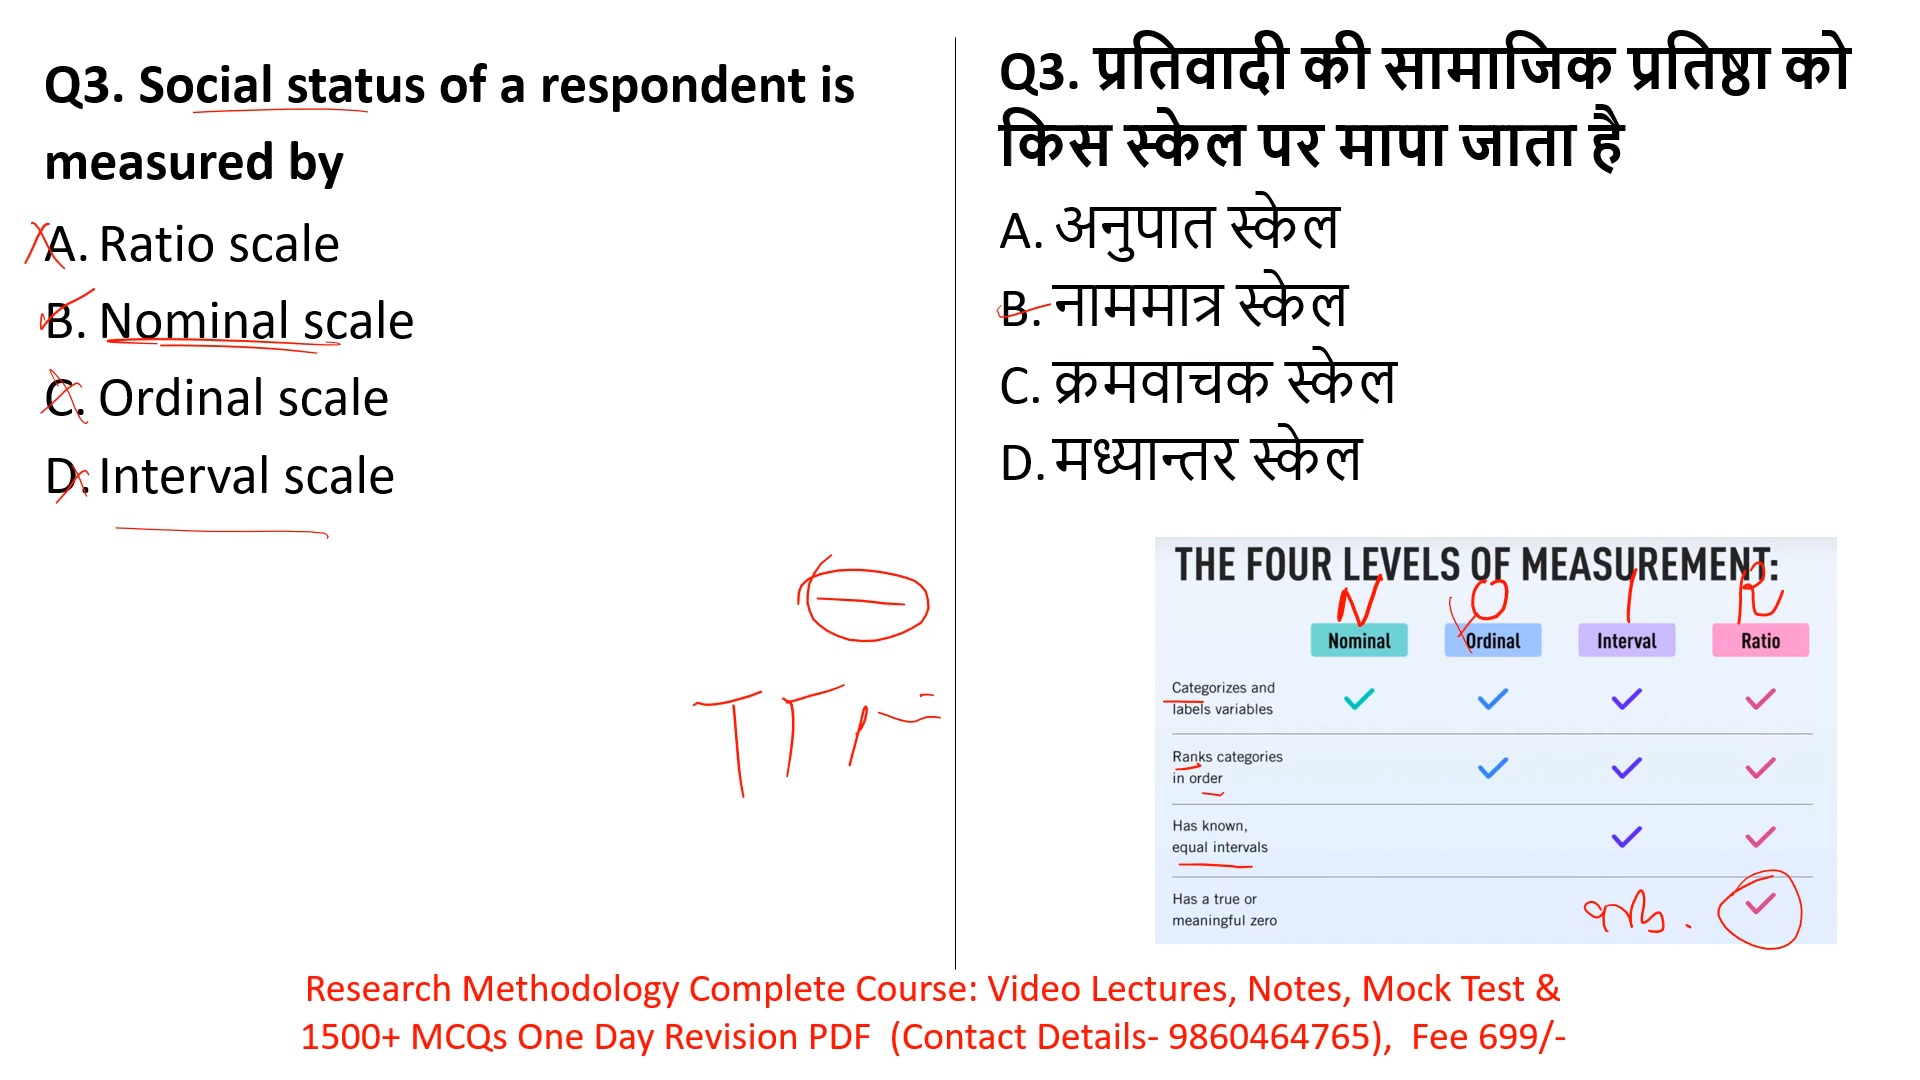 Q3. Social status of a respondent is
measured by
A. Ratio scale
B. Nominal scale
C. Ordinal scale
D. Interval scale
Q3. प्रतिवादी की सामाजिक प्रतिष्ठा को
किस स्केल पर मापा जाता है
A. अनुपात स्केल
B. नाममात्र स्केल
C. क्रमवाचक स्केल
D. मध्यान्तर स्केल
THE FOUR LEVELS OF MEASUREMENT:
N O I R
Nominal Ordinal Interval Ratio
Categorizes and
labels variables
Ranks categories
in order
Has known,
equal intervals
Has a true or
meaningful zero
Research Methodology Complete Course: Video Lectures, Notes, Mock Test &
1500+ MCQs One Day Revision PDF (Contact Details- 9860464765), Fee 699/-